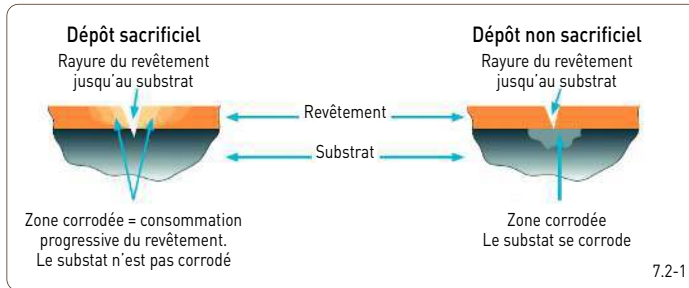 Dépôt sacrificiel
Rayure du revêtement
jusqu'au substrat
Dépôt non sacrificiel
Rayure du revêtement
jusqu'au substrat
Revêtement
Substrat
Zone corrodée = consommation
progressive du revêtement.
Le substat n'est pas corrodé
Zone corrodée
Le substat se corrode
7.2-1